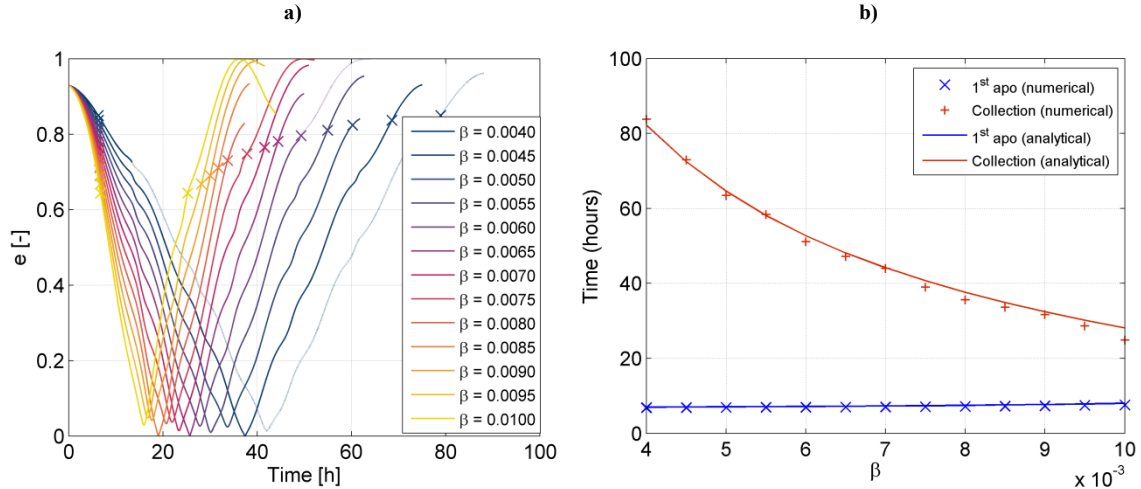 a)
b)
e [-]
1
0.8
0.6
0.4
0.2
0
0 20 40 60 80 100
Time [h]
β = 0.0040
β = 0.0045
β = 0.0050
β = 0.0055
β = 0.0060
β = 0.0065
β = 0.0070
β = 0.0075
β = 0.0080
β = 0.0085
β = 0.0090
β = 0.0095
β = 0.0100
Time (hours)
100
80
60
40
20
0
4 5 6 7 8 9 10
β
x 10⁻³
1st apo (numerical)
Collection (numerical)
1st apo (analytical)
Collection (analytical)